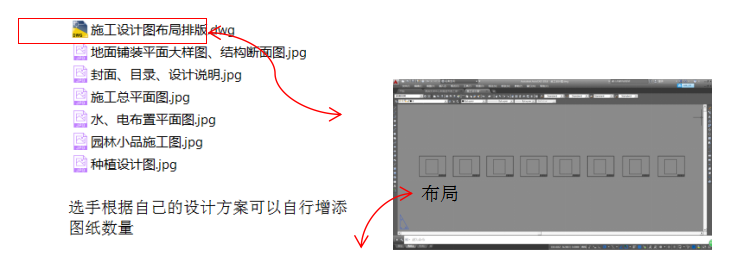 施工设计图布局排版.dwg
地面铺装平面大样图、结构断面图.jpg
封面、目录、设计说明.jpg
施工总平面图.jpg
水、电布置平面图.jpg
园林小品施工图.jpg
种植设计图.jpg
选手根据自己的设计方案可以自行增添
图纸数量
布局